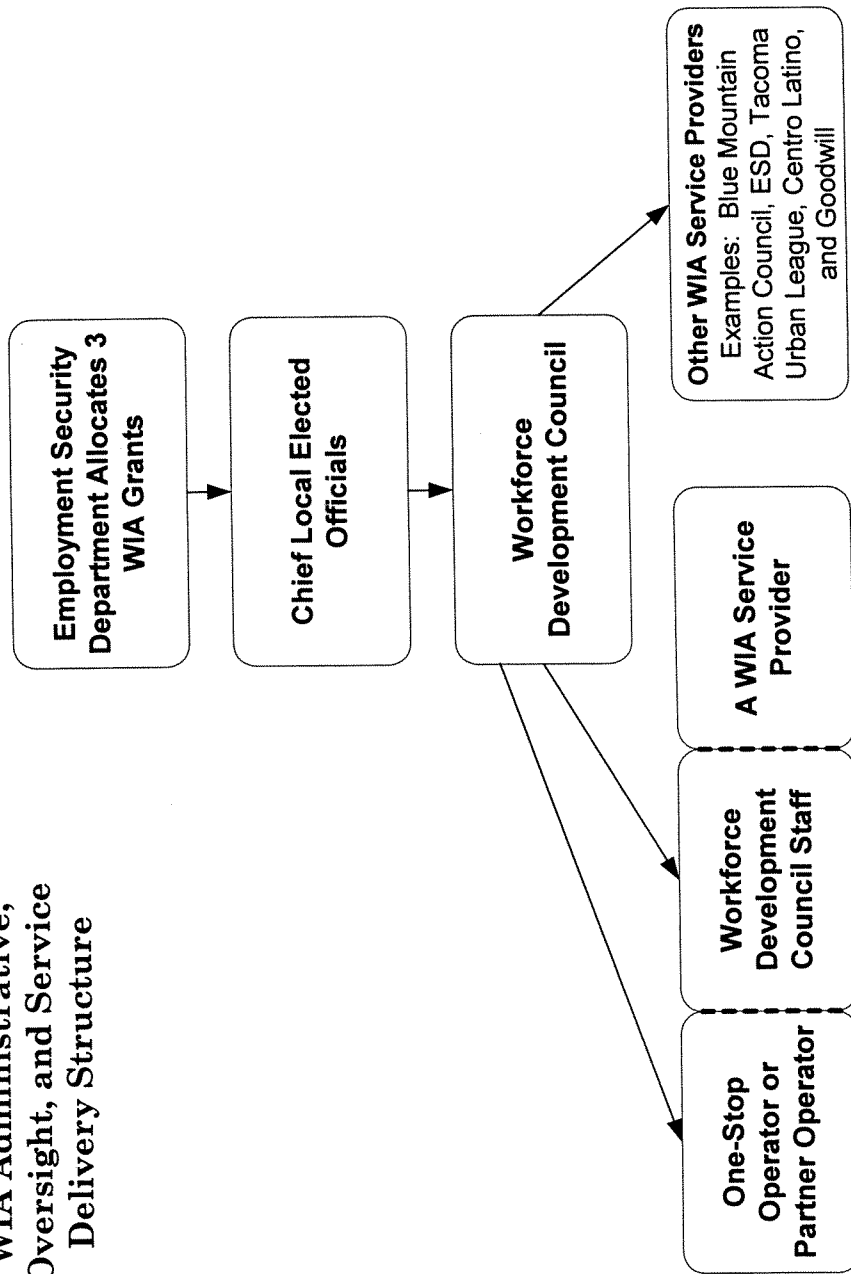 WIA Administrative,
Oversight, and Service
Delivery Structure
Employment Security
Department Allocates 3
WIA Grants
Chief Local Elected
Officials
Workforce
Development Council
One-Stop
Operator or
Partner Operator
Workforce
Development
Council Staff
A WIA Service
Provider
Other WIA Service Providers
Examples: Blue Mountain
Action Council, ESD, Tacoma
Urban League, Centro Latino,
and Goodwill